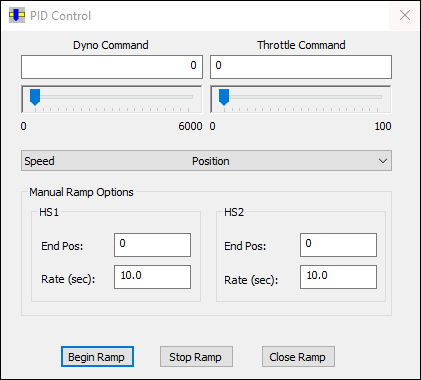 PID Control
Dyno Command Throttle Command
0 0
0 6000 0 100
Speed Position
Manual Ramp Options
HS1 HS2
End Pos: 0 End Pos: 0
Rate (sec): 10.0 Rate (sec): 10.0
Begin Ramp Stop Ramp Close Ramp